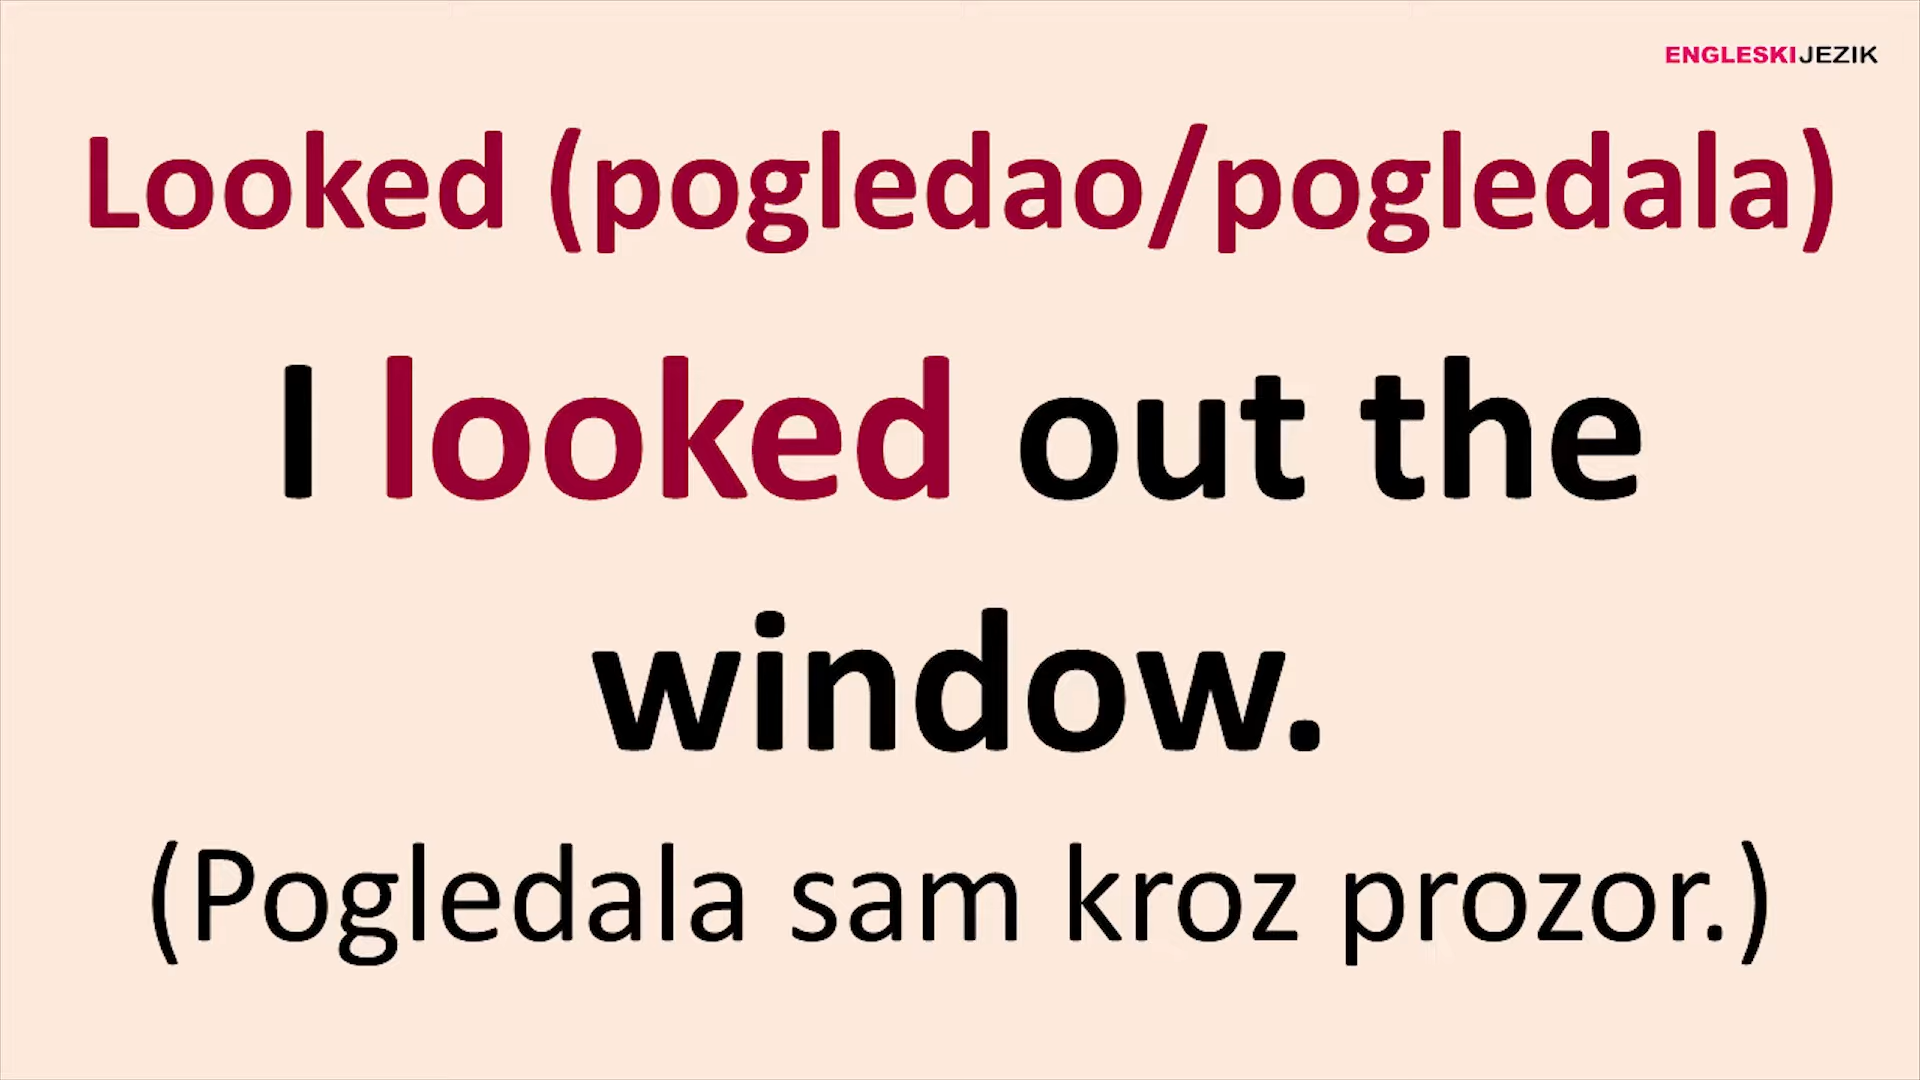 ENGLESKIJEZIK
Looked (pogledao/pogledala)
I looked out the
window.
(Pogledala sam kroz prozor.)